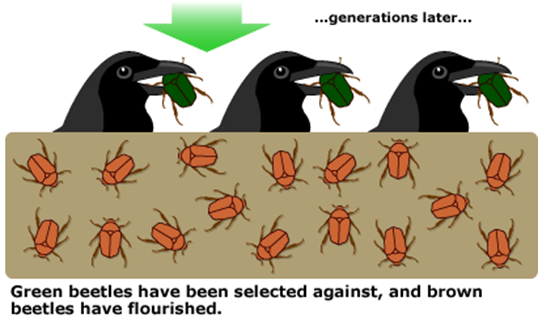 ...generations later...
Green beetles have been selected against, and brown
beetles have flourished.